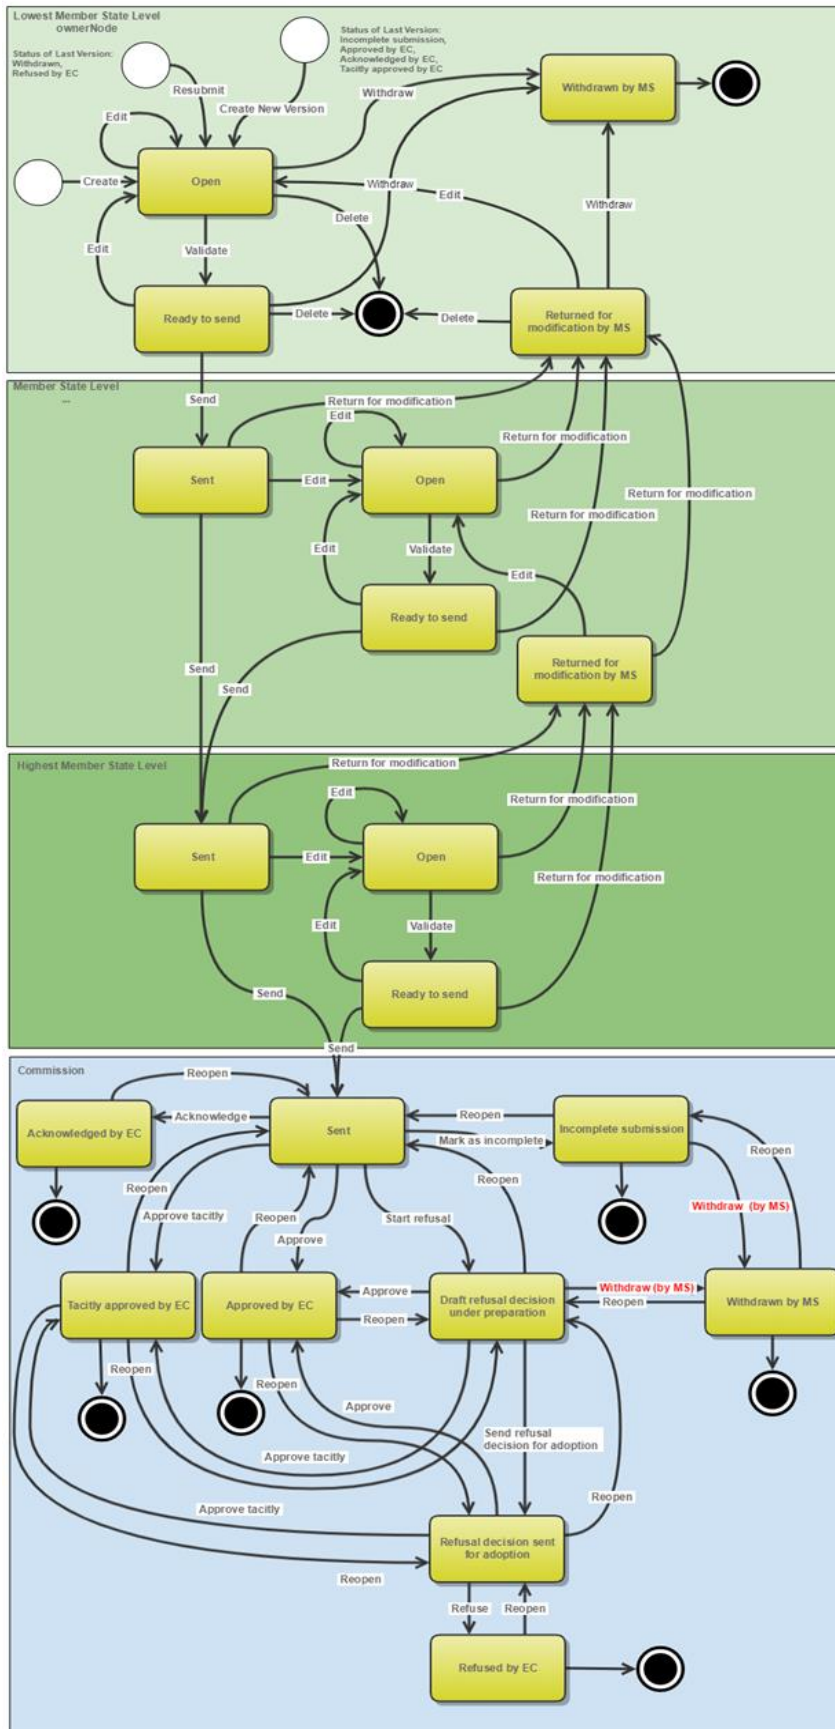 Lowest Member State Level
ownerNode
Status of Last Version:
Withdrawn,
Refused by EC
Status of Last Version:
Incomplete submission,
Approved by EC,
Acknowledged by EC,
Tacitly approved by EC
Resubmit
Create New Version
Withdraw
Withdrawn by MS
Edit
Create
Open
Withdraw
Edit
Withdraw
Delete
Edit
Validate
Ready to send
Delete
Delete
Returned for
modification by MS
Member State Level
...
Send
Return for modification
Edit
Return for modification
Sent
Edit
Open
Return for modification
Return for modification
Edit
Validate
Edit
Ready to send
Send
Send
Returned for
modification by MS
Highest Member State Level
Return for modification
Edit
Return for modification
Sent
Edit
Open
Return for modification
Edit
Validate
Send
Ready to send
Send
Commission
Reopen
Acknowledged by EC
Acknowledge
Sent
Reopen
Mark as incomplete
Incomplete submission
Reopen
Reopen
Reopen
Withdraw (by MS)
Approve tacitly
Reopen
Approve
Start refusal
Tacitly approved by EC
Approved by EC
Approve
Reopen
Draft refusal decision
under preparation
Withdraw (by MS)
Reopen
Withdrawn by MS
Reopen
Reopen
Approve
Send refusal
decision for adoption
Approve tacitly
Reopen
Approve tacitly
Refusal decision sent
for adoption
Reopen
Refuse
Reopen
Refused by EC